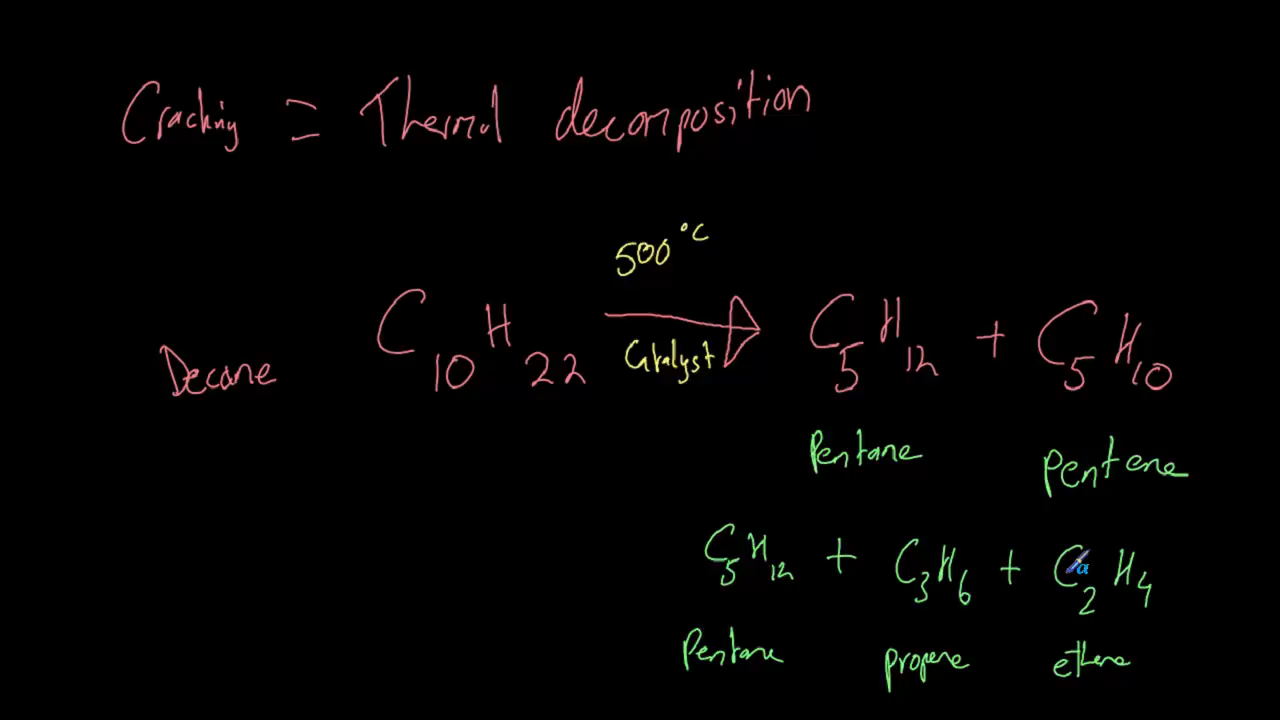 Cracking = Thermal decomposition
500 °C
Decane C10H22 Catalyst C5H12 + C5H10
Pentane Pentene
C5H12 + C3H6 + C2H4
Pentane propene ethene